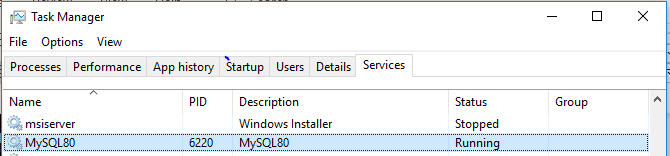 Task Manager
File Options View
Processes Performance App history Startup Users Details Services
Name PID Description Status Group
msiserver Windows Installer Stopped
MySQL80 6220 MySQL80 Running